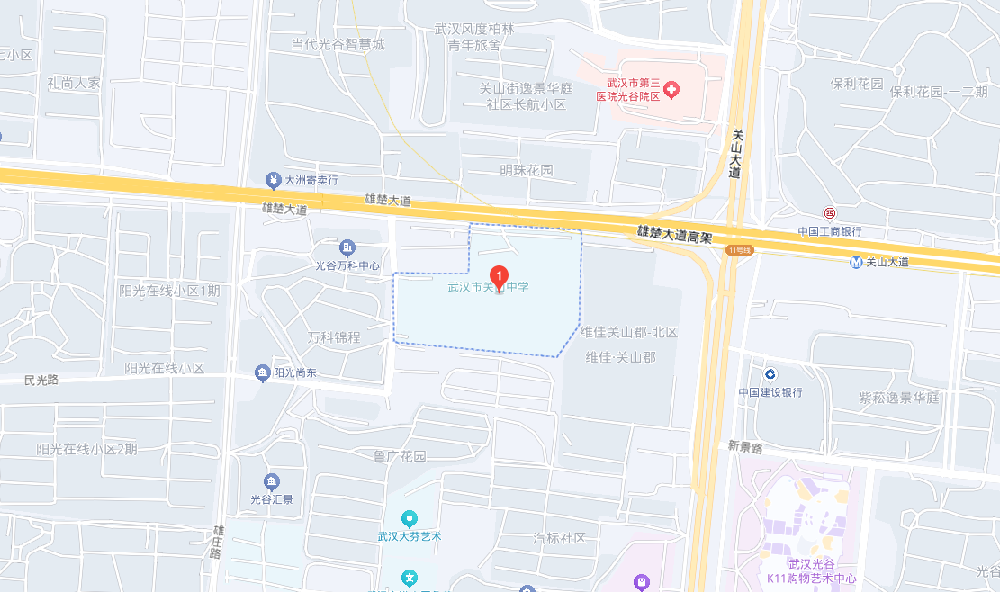 武汉风度柏林
青年旅舍
当代光谷智慧城
七小区
礼尚人家
武汉市第三
医院光谷院区
关山街逸景华庭
社区长航小区
保利花园
保利花园-一二期
关山大道
明珠花园
大洲寄卖行
雄楚大道
雄楚大道
雄楚大道高架
中国工商银行
11号线
关山大道
光谷万科中心
1
武汉市关山中学
阳光在线小区1期
万科锦程
维佳关山郡-北区
维佳·关山郡
阳光在线小区
阳光尚东
民光路
中国建设银行
紫菘逸景华庭
阳光在线小区2期
新景路
鲁广花园
光谷汇景
雄庄路
武汉大芬艺术
汽标社区
武汉光谷
K11购物艺术中心
光谷